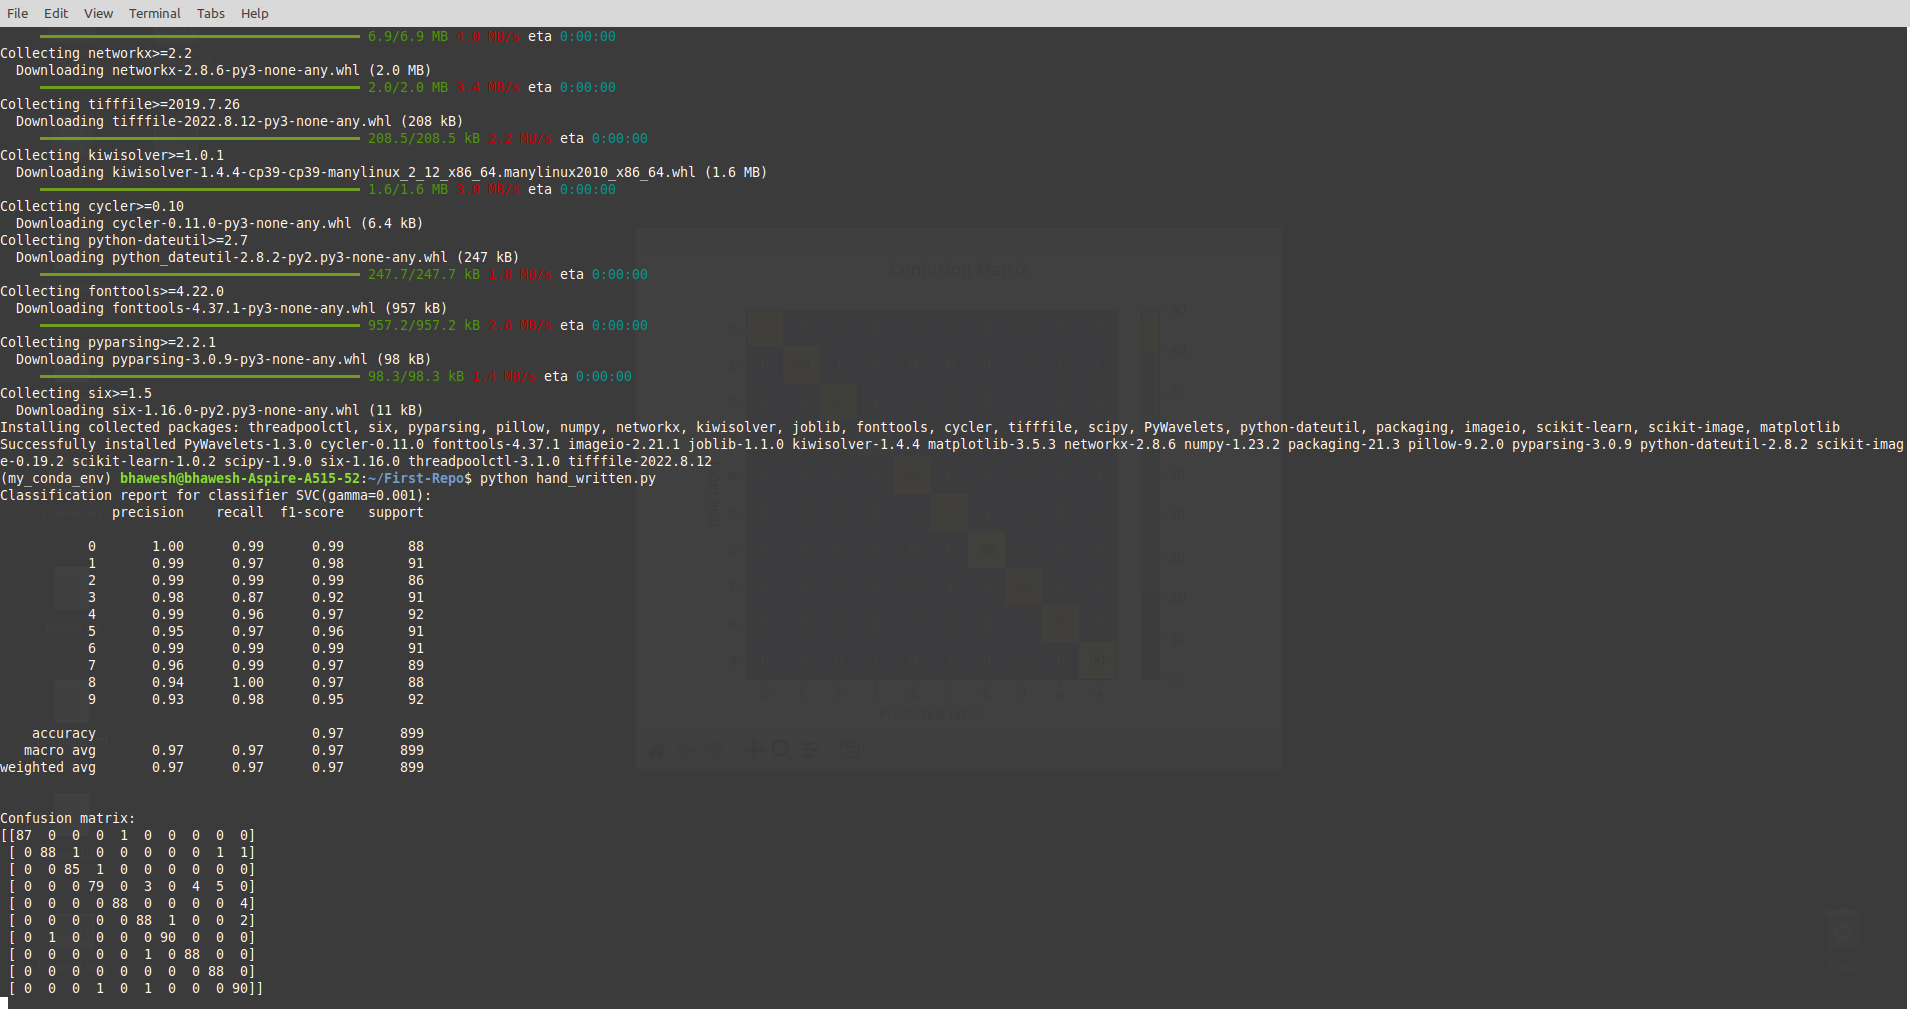 File Edit View Terminal Tabs Help
6.9/6.9 MB 4.0 MB/s eta 0:00:00
Collecting networkx>=2.2
Downloading networkx-2.8.6-py3-none-any.whl (2.0 MB)
2.0/2.0 MB 3.4 MB/s eta 0:00:00
Collecting tifffile>=2019.7.26
Downloading tifffile-2022.8.12-py3-none-any.whl (208 kB)
208.5/208.5 kB 2.2 MB/s eta 0:00:00
Collecting kiwisolver>=1.0.1
Downloading kiwisolver-1.4.4-cp39-cp39-manylinux_2_12_x86_64.manylinux2010_x86_64.whl (1.6 MB)
1.6/1.6 MB 3.0 MB/s eta 0:00:00
Collecting cycler>=0.10
Downloading cycler-0.11.0-py3-none-any.whl (6.4 kB)
Collecting python-dateutil>=2.7
Downloading python_dateutil-2.8.2-py2.py3-none-any.whl (247 kB)
247.7/247.7 kB 1.8 MB/s eta 0:00:00
Collecting fonttools>=4.22.0
Downloading fonttools-4.37.1-py3-none-any.whl (957 kB)
957.2/957.2 kB 2.6 MB/s eta 0:00:00
Collecting pyparsing>=2.2.1
Downloading pyparsing-3.0.9-py3-none-any.whl (98 kB)
98.3/98.3 kB 1.4 MB/s eta 0:00:00
Collecting six>=1.5
Downloading six-1.16.0-py2.py3-none-any.whl (11 kB)
Installing collected packages: threadpoolctl, six, pyparsing, pillow, numpy, networkx, kiwisolver, joblib, fonttools, cycler, tifffile, scipy, PyWavelets, python-dateutil, packaging, imageio, scikit-learn, scikit-image, matplotlib
Successfully installed PyWavelets-1.3.0 cycler-0.11.0 fonttools-4.37.1 imageio-2.21.1 joblib-1.1.0 kiwisolver-1.4.4 matplotlib-3.5.3 networkx-2.8.6 numpy-1.23.2 packaging-21.3 pillow-9.2.0 pyparsing-3.0.9 python-dateutil-2.8.2 scikit-imag
e-0.19.2 scikit-learn-1.0.2 scipy-1.9.0 six-1.16.0 threadpoolctl-3.1.0 tifffile-2022.8.12
(my_conda_env) bhawesh@bhawesh-Aspire-A515-52:~/First-Repo$ python hand_written.py
Classification report for classifier SVC(gamma=0.001):
precision recall f1-score support
0 1.00 0.99 0.99 88
1 0.99 0.97 0.98 91
2 0.99 0.99 0.99 86
3 0.98 0.87 0.92 91
4 0.99 0.96 0.97 92
5 0.95 0.97 0.96 91
6 0.99 0.99 0.99 91
7 0.96 0.99 0.97 89
8 0.94 1.00 0.97 88
9 0.93 0.98 0.95 92
accuracy 0.97 899
macro avg 0.97 0.97 0.97 899
weighted avg 0.97 0.97 0.97 899
Confusion matrix:
[[87 0 0 0 1 0 0 0 0 0]
[ 0 88 1 0 0 0 0 0 1 1]
[ 0 0 85 1 0 0 0 0 0 0]
[ 0 0 0 79 0 3 0 4 5 0]
[ 0 0 0 0 88 0 0 0 0 4]
[ 0 0 0 0 0 88 1 0 0 2]
[ 0 1 0 0 0 0 90 0 0 0]
[ 0 0 0 0 0 1 0 88 0 0]
[ 0 0 0 0 0 0 0 0 88 0]
[ 0 0 0 1 0 1 0 0 0 90]]
Confusion Matrix
Predicted label